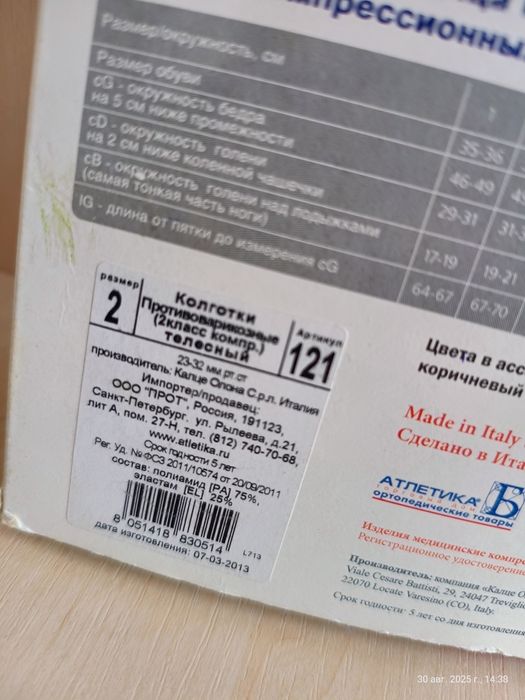 мпрессионны
Размер/окружность, см
Размер обуви
35-36
cG - окружность бедра
на 5 см ниже промежности
46-49
cD - окружность голени
на 2 см ниже коленной чашечки
29-31
31-3
cB - окружность голени над лодыжками
(самая тонкая часть ноги)
17-19
19-21
lG - длина от пятки до измерения cG
64-67
67-70
размер
2
Колготки
Противоварикозные
(2класс компр.)
телесный
Артикул
121
23-32 мм.рт.ст
производитель: Калце Олона С.р.л. Италия
Импортер/продавец:
ООО "ПРОТ", Россия, 191123,
Санкт-Петербург, ул. Рылеева, д.21,
лит А, пом. 27-Н, тел. (812) 740-70-68,
www.atletika.ru
Срок годности 5 лет
Рег. Уд. № ФСЗ 2011/10574 от 20/09/2011
состав: полиамид [PA] 75%,
эластам [EL] 25%
8 051418 830514
L713
дата изготовления: 07-03-2013
Цвета в асс
коричневый
Made in Italy
Сделано в Ита
АТЛЕТИКА
торговый дом
ортопедические товары
Б
Изделия медицинские компре
Регистрационное удостоверени
Производитель: компания «Калце О
Viale Cesare Battisti, 29, 24047 Trevigli
22070 Locate Varesino (CO), Italy.
Срок годности: 5 лет со дня изготовления
30 авг. 2025 г., 14:38